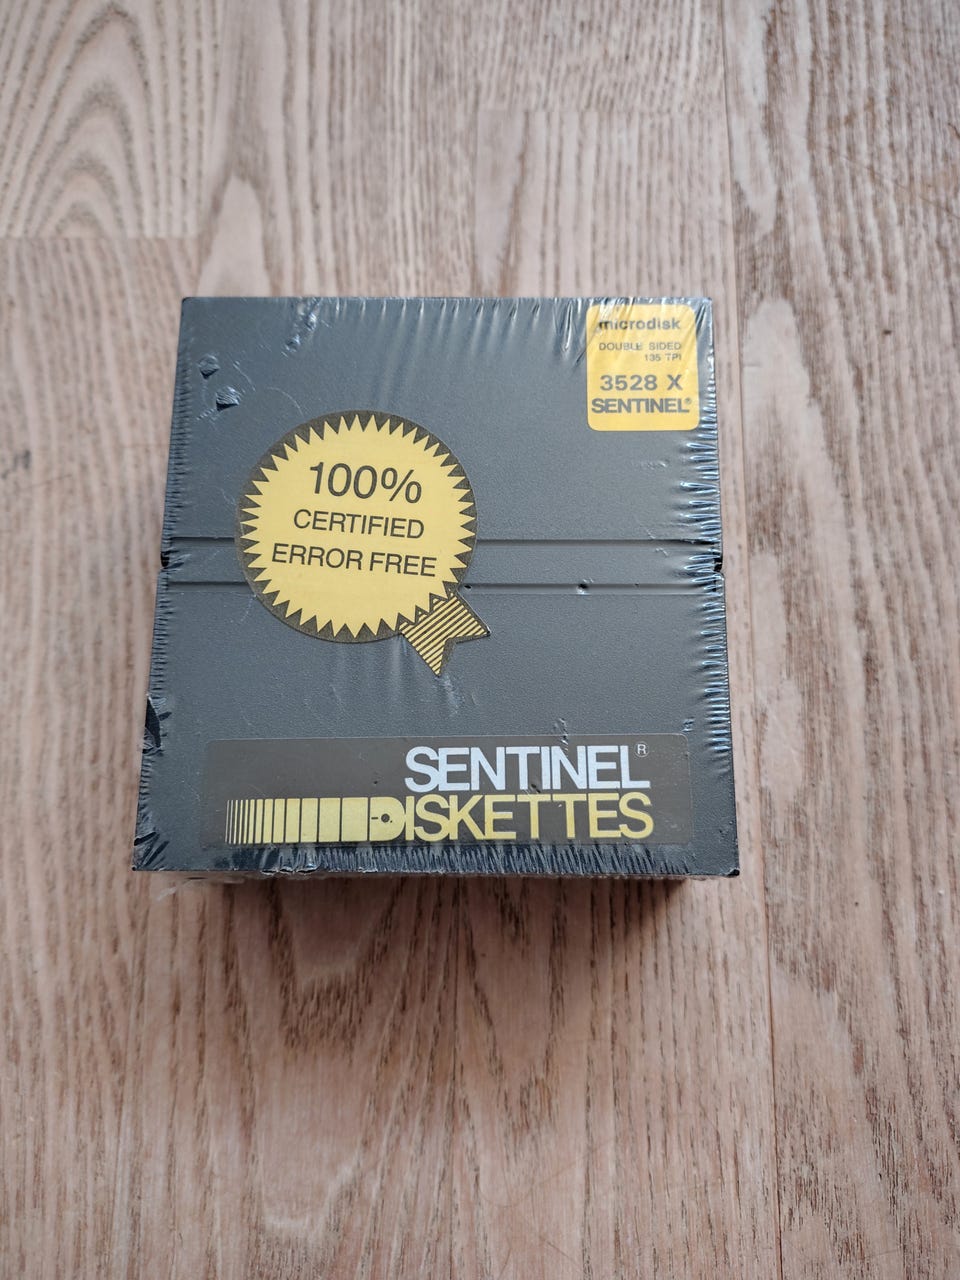 microdisk
DOUBLE SIDED
135 TPI
3528 X
SENTINEL®
100%
CERTIFIED
ERROR FREE
SENTINEL®
DISKETTES